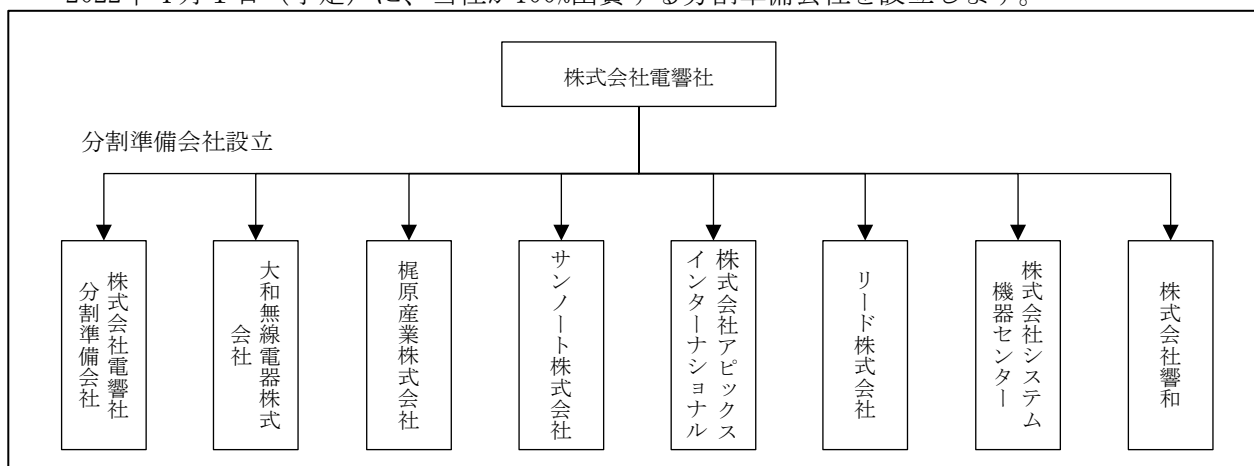 2022年4月1日（予定）に、当社が100%出資する分割準備会社を設立します。
株式会社電響社
分割準備会社設立
株式会社電響社
分割準備会社
大和無線電器株式
会社
梶原産業株式会社
サンノート株式会社
株式会社アピックス
インターナショナル
リード株式会社
株式会社システム
機器センター
株式会社響和